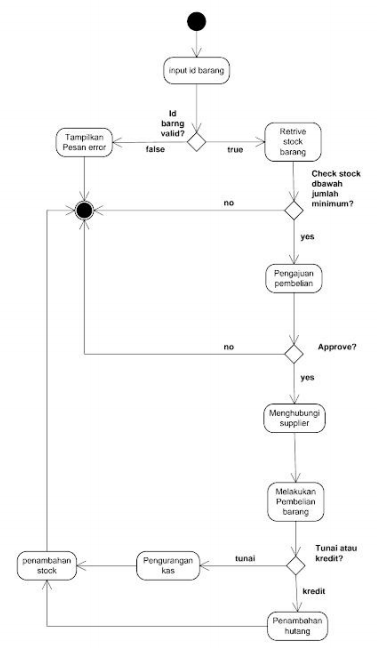 input id barang
Id
barng
valid?
Tampilkan
Pesan error
false
true
Retrive
stock
barang
Check stock
dbawah
jumlah
minimum?
no
yes
Pengajuan
pembelian
no
Approve?
yes
Menghubungi
supplier
Melakukan
Pembelian
barang
Tunai atau
kredit?
tunai
Pengurangan
kas
penambahan
stock
kredit
Penambahan
hutang